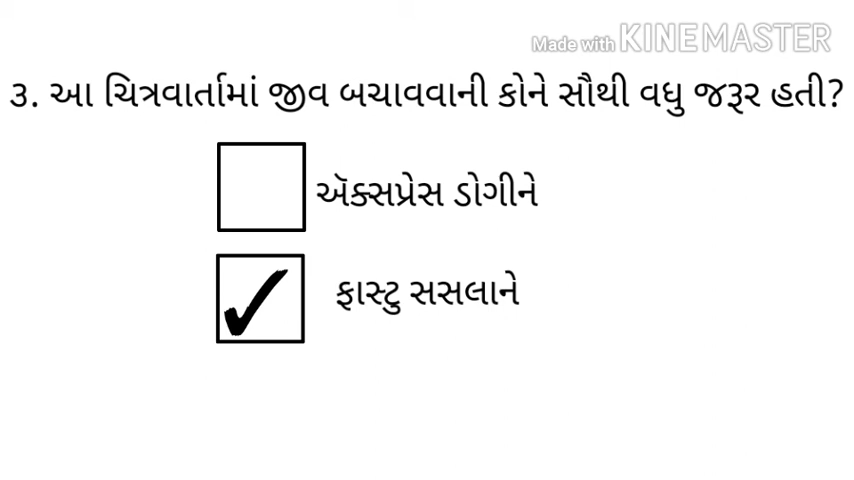 Made with KINEMASTER
૩. આ ચિત્રવાર્તામાં જીવ બચાવવાની કોને સૌથી વધુ જરૂર હતી?
ઍક્સપ્રેસ ડોગીને
ફાસ્ટુ સસલાને